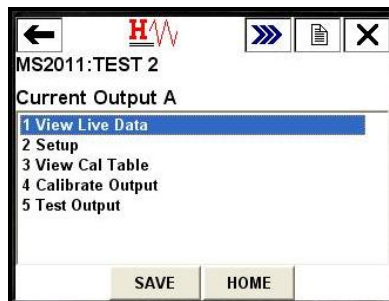 H
MS2011:TEST 2
Current Output A
1 View Live Data
2 Setup
3 View Cal Table
4 Calibrate Output
5 Test Output
SAVE HOME